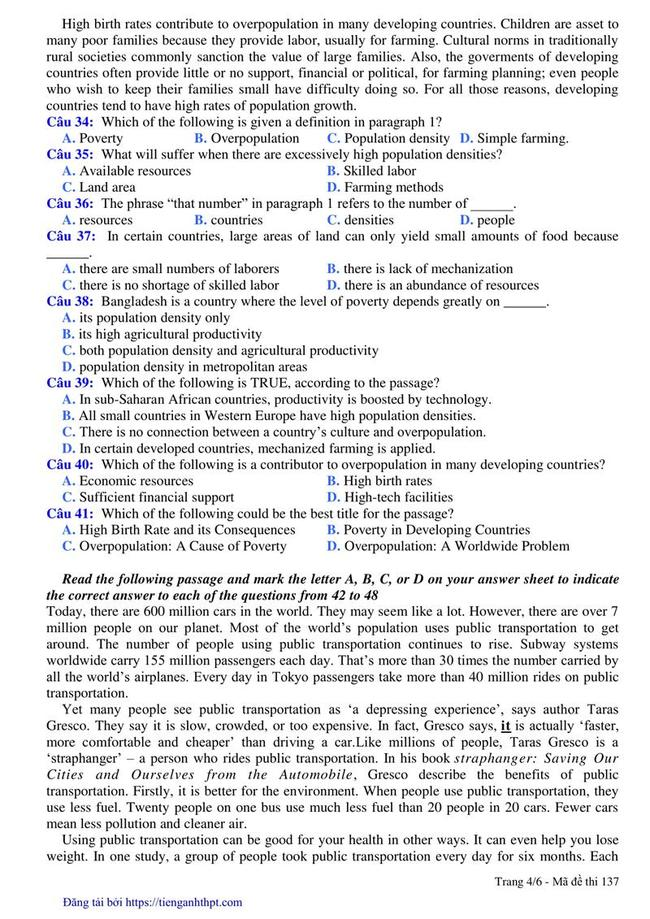 High birth rates contribute to overpopulation in many developing countries. Children are asset to
many poor families because they provide labor, usually for farming. Cultural norms in traditionally
rural societies commonly sanction the value of large families. Also, the goverments of developing
countries often provide little or no support, financial or political, for farming planning; even people
who wish to keep their families small have difficulty doing so. For all those reasons, developing
countries tend to have high rates of population growth.
Câu 34: Which of the following is given a definition in paragraph 1?
A. Poverty B. Overpopulation C. Population density D. Simple farming.
Câu 35: What will suffer when there are excessively high population densities?
A. Available resources B. Skilled labor
C. Land area D. Farming methods
Câu 36: The phrase “that number” in paragraph 1 refers to the number of ______.
A. resources B. countries C. densities D. people
Câu 37: In certain countries, large areas of land can only yield small amounts of food because
______.
A. there are small numbers of laborers B. there is lack of mechanization
C. there is no shortage of skilled labor D. there is an abundance of resources
Câu 38: Bangladesh is a country where the level of poverty depends greatly on ______.
A. its population density only
B. its high agricultural productivity
C. both population density and agricultural productivity
D. population density in metropolitan areas
Câu 39: Which of the following is TRUE, according to the passage?
A. In sub-Saharan African countries, productivity is boosted by technology.
B. All small countries in Western Europe have high population densities.
C. There is no connection between a country’s culture and overpopulation.
D. In certain developed countries, mechanized farming is applied.
Câu 40: Which of the following is a contributor to overpopulation in many developing countries?
A. Economic resources B. High birth rates
C. Sufficient financial support D. High-tech facilities
Câu 41: Which of the following could be the best title for the passage?
A. High Birth Rate and its Consequences B. Poverty in Developing Countries
C. Overpopulation: A Cause of Poverty D. Overpopulation: A Worldwide Problem
Read the following passage and mark the letter A, B, C, or D on your answer sheet to indicate
the correct answer to each of the questions from 42 to 48
Today, there are 600 million cars in the world. They may seem like a lot. However, there are over 7
million people on our planet. Most of the world’s population uses public transportation to get
around. The number of people using public transportation continues to rise. Subway systems
worldwide carry 155 million passengers each day. That’s more than 30 times the number carried by
all the world’s airplanes. Every day in Tokyo passengers take more than 40 million rides on public
transportation.
Yet many people see public transportation as ‘a depressing experience’, says author Taras
Gresco. They say it is slow, crowded, or too expensive. In fact, Gresco says, it is actually ‘faster,
more comfortable and cheaper’ than driving a car.Like millions of people, Taras Gresco is a
‘straphanger’ – a person who rides public transportation. In his book straphanger: Saving Our
Cities and Ourselves from the Automobile, Gresco describe the benefits of public
transportation. Firstly, it is better for the environment. When people use public transportation, they
use less fuel. Twenty people on one bus use much less fuel than 20 people in 20 cars. Fewer cars
mean less pollution and cleaner air.
Using public transportation can be good for your health in other ways. It can even help you lose
weight. In one study, a group of people took public transportation every day for six months. Each
Trang 4/6 - Mã đề thi 137
Đăng tải bởi https://tienganhthpt.com